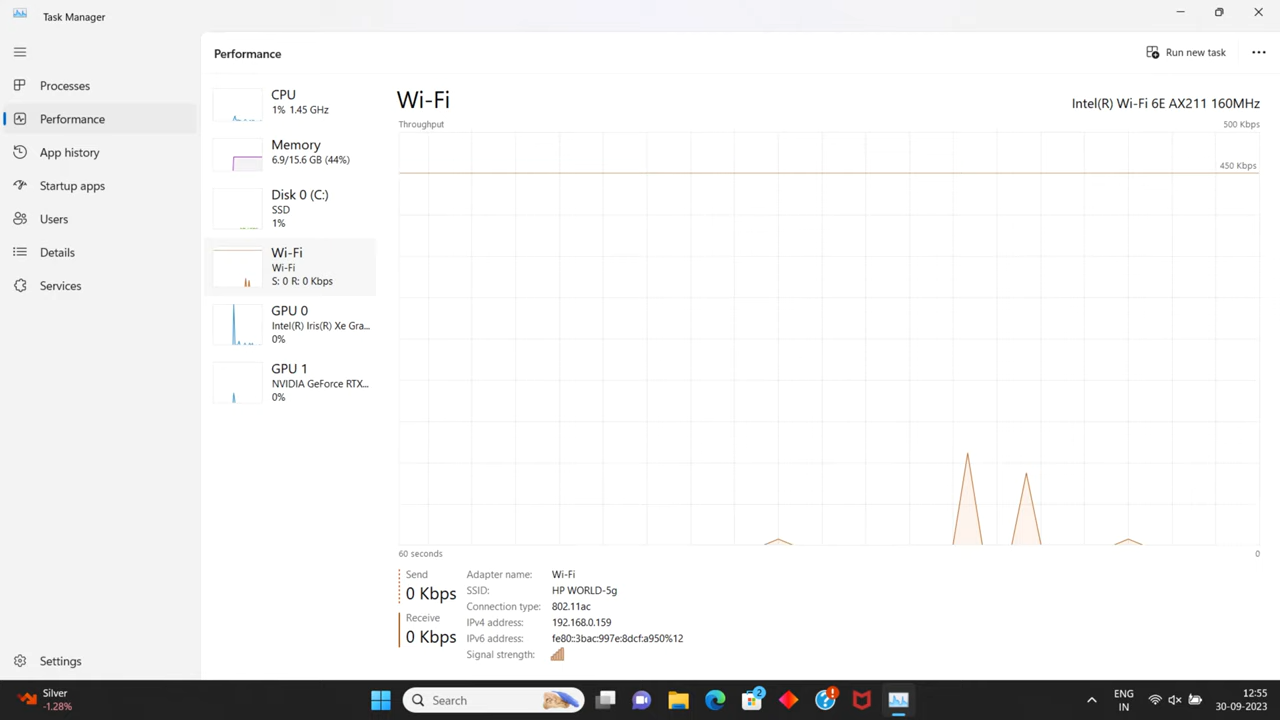 Task Manager
Processes
Performance
App history
Startup apps
Users
Details
Services
Settings
Performance
Run new task
CPU
1% 1.45 GHz
Memory
6.9/15.6 GB (44%)
Disk 0 (C:)
SSD
1%
Wi-Fi
Wi-Fi
S: 0 R: 0 Kbps
GPU 0
Intel(R) Iris(R) Xe Gra...
0%
GPU 1
NVIDIA GeForce RTX...
0%
Wi-Fi
Intel(R) Wi-Fi 6E AX211 160MHz
Throughput
500 Kbps
450 Kbps
60 seconds
0
Send
0 Kbps
Receive
0 Kbps
Adapter name: Wi-Fi
SSID: HP WORLD-5g
Connection type: 802.11ac
IPv4 address: 192.168.0.159
IPv6 address: fe80::3bac:997e:8dcf:a950%12
Signal strength:
Silver
-1.28%
Search
2
ENG
IN
12:55
30-09-2023